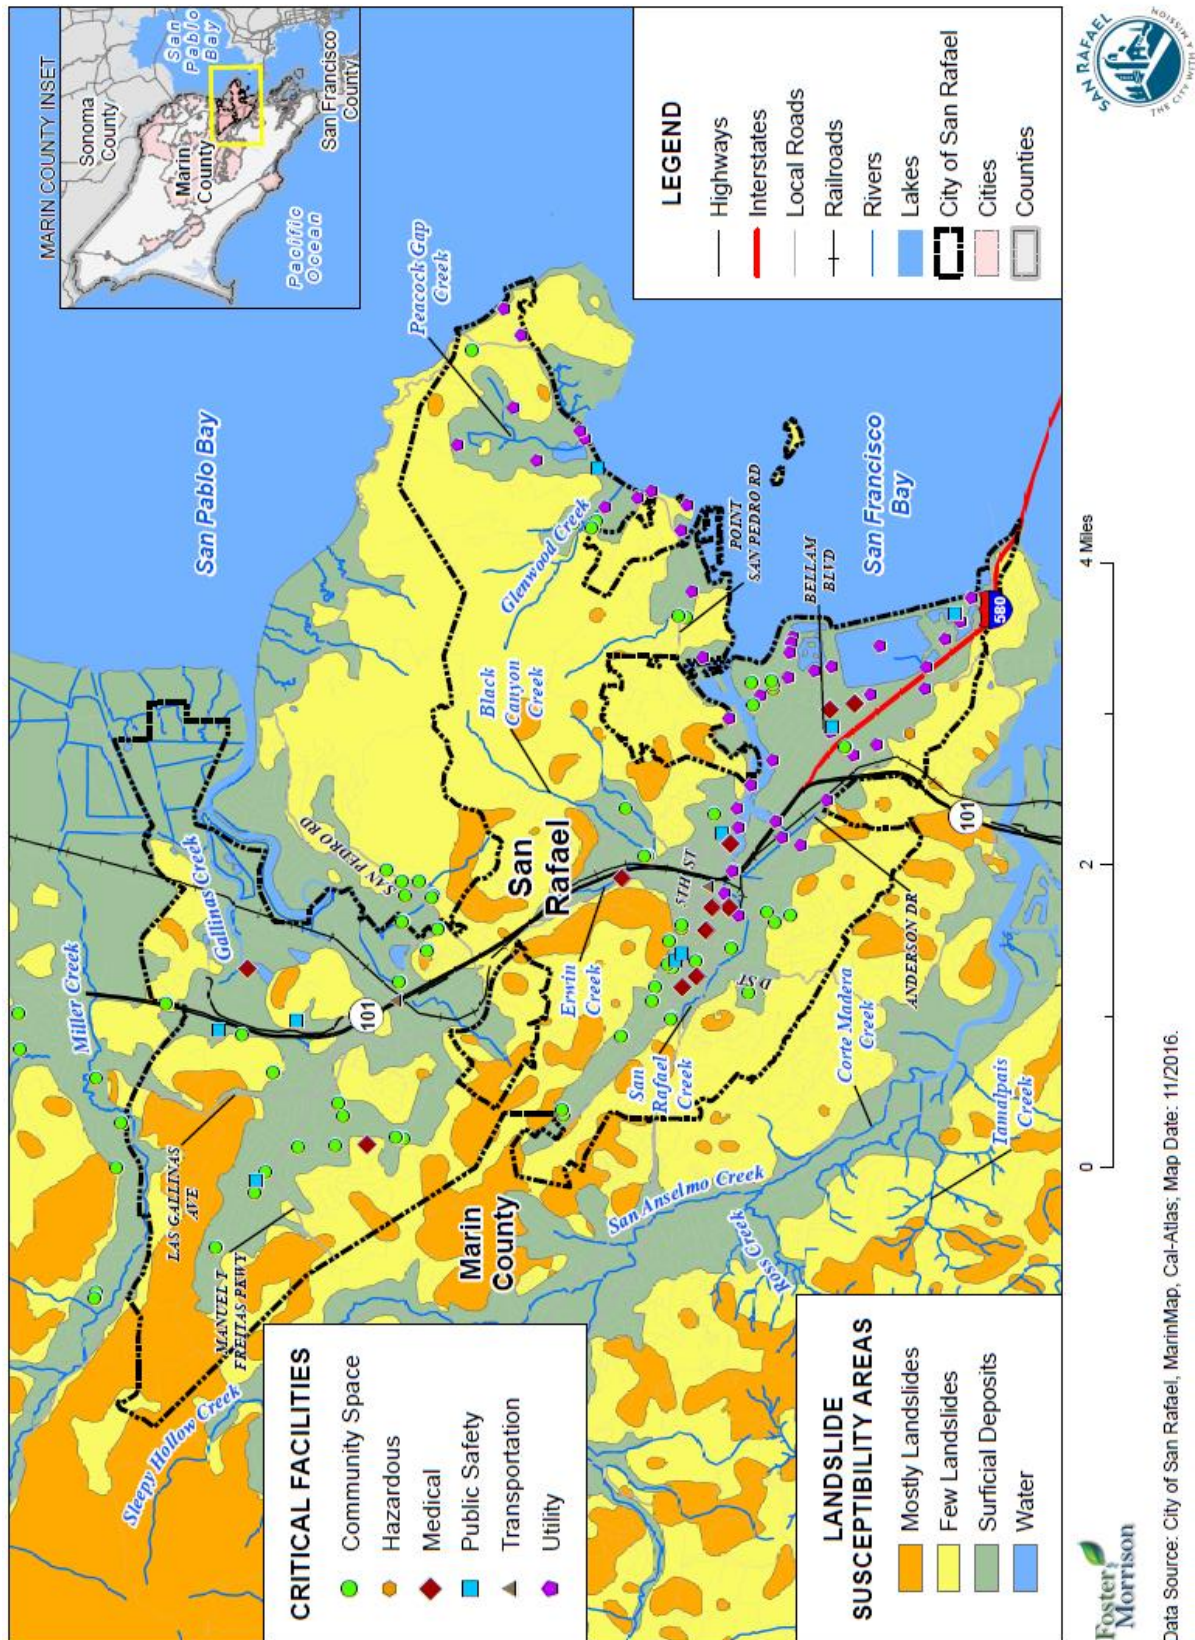 MARIN COUNTY INSET
Sonoma
County
San
Pablo
Bay
Marin
County
Pacific
Ocean
San Francisco
County
San Pablo Bay
Miller Creek
Gallinas Creek
101
LAS GALLINAS
AVE
MANUEL T
FREITAS PKWY
Sleepy Hollow Creek
SAN PEDRO RD
San
Rafael
Black
Canyon
Creek
Glenwood Creek
Peacock Gap
Creek
Marin
County
Erwin
Creek
5TH ST
San
Rafael
Creek
D ST
POINT
SAN PEDRO RD
BELLAM
BLVD
San Francisco
Bay
580
101
ANDERSON DR
Corte Madera
Creek
Tamalpais
Creek
San Anselmo Creek
Ross Creek
CRITICAL FACILITIES
Community Space
Hazardous
Medical
Public Safety
Transportation
Utility
LANDSLIDE
SUSCEPTIBILITY AREAS
Mostly Landslides
Few Landslides
Surficial Deposits
Water
LEGEND
Highways
Interstates
Local Roads
Railroads
Rivers
Lakes
City of San Rafael
Cities
Counties
0
2
4 Miles
Foster
Morrison
SAN RAFAEL
THE CITY WITH A MISSION
Data Source: City of San Rafael, MarinMap, Cal-Atlas; Map Date: 11/2016.